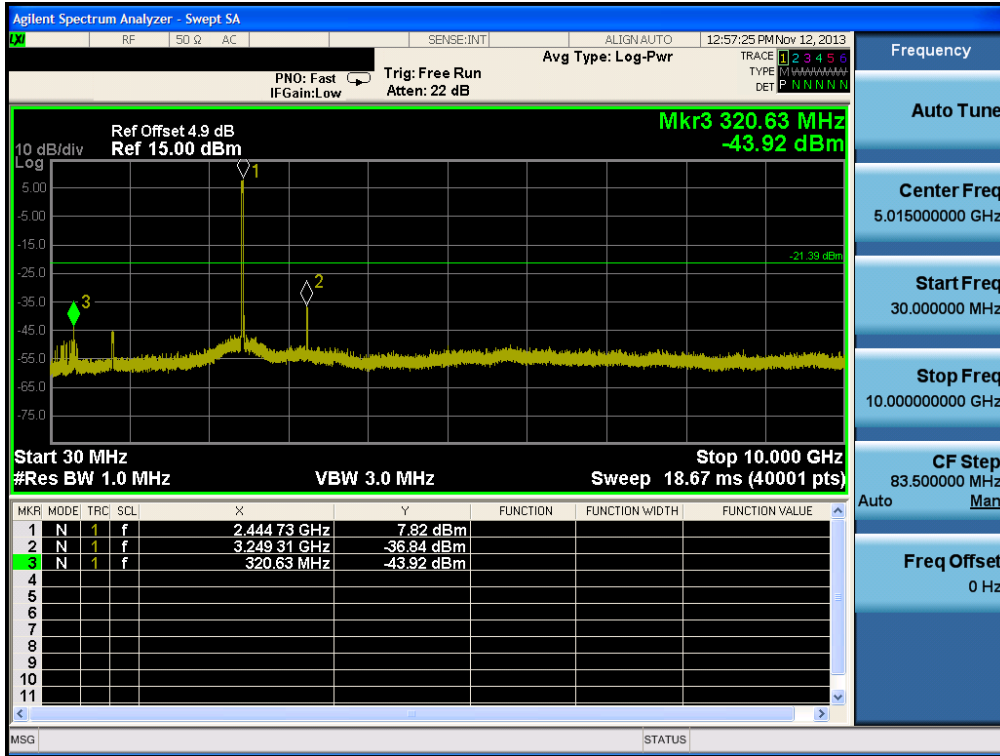 Agilent Spectrum Analyzer - Swept SA
LXI RF 50 Ω AC SENSE:INT ALIGN AUTO 12:57:25 PM Nov 12, 2013
Avg Type: Log-Pwr
TRACE 1 2 3 4 5 6
TYPE M
DET P N N N N N
PNO: Fast
IFGain:Low
Trig: Free Run
Atten: 22 dB
Mkr3 320.63 MHz
-43.92 dBm
Ref Offset 4.9 dB
10 dB/div Ref 15.00 dBm
Log
5.00
-5.00
-15.0
-25.0
-35.0
-45.0
-55.0
-65.0
-75.0
1
2
3
-21.39 dBm
Start 30 MHz Stop 10.000 GHz
#Res BW 1.0 MHz VBW 3.0 MHz Sweep 18.67 ms (40001 pts)
MKR MODE TRC SCL X Y FUNCTION FUNCTION WIDTH FUNCTION VALUE
1 N 1 f 2.444 73 GHz 7.82 dBm
2 N 1 f 3.249 31 GHz -36.84 dBm
3 N 1 f 320.63 MHz -43.92 dBm
4
5
6
7
8
9
10
11
MSG STATUS
Frequency
Auto Tune
Center Freq
5.015000000 GHz
Start Freq
30.000000 MHz
Stop Freq
10.000000000 GHz
CF Step
83.500000 MHz
Auto Man
Freq Offset
0 Hz